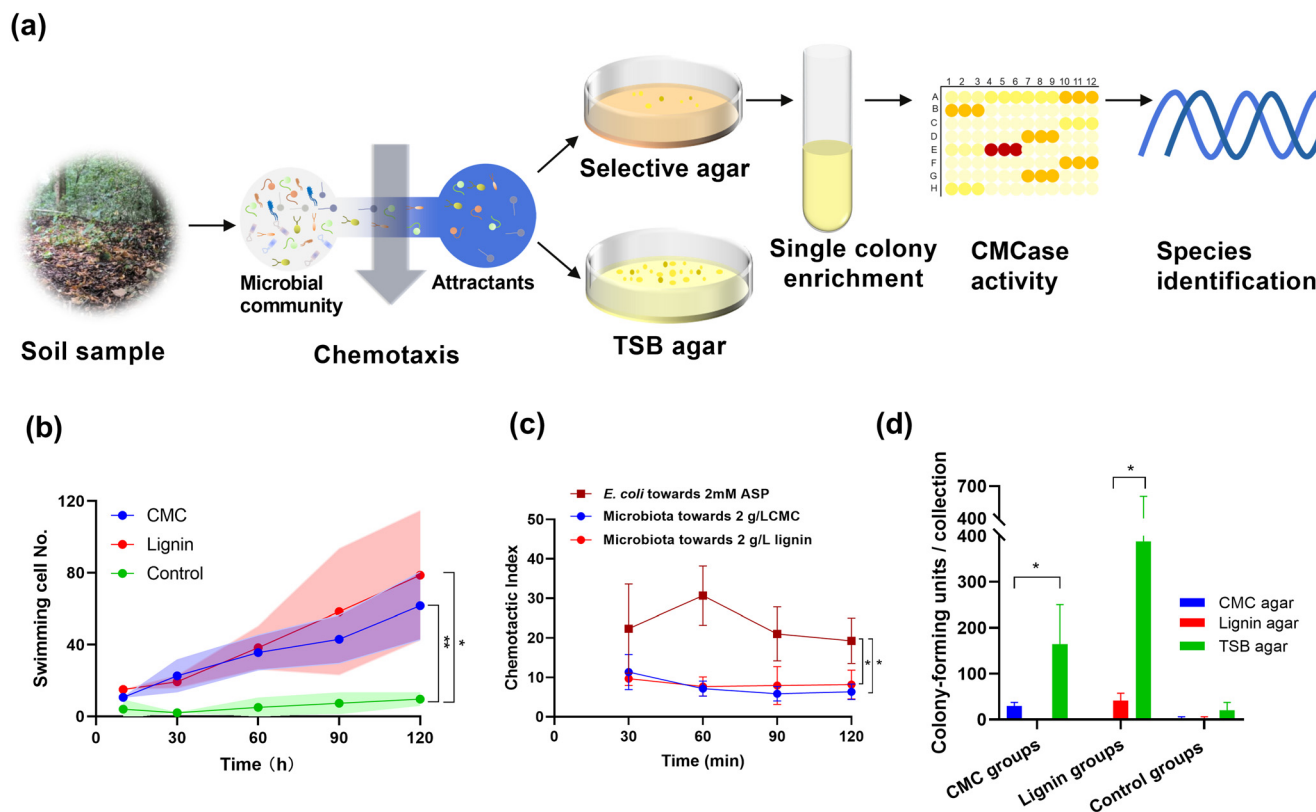 (a)
Soil sample
Microbial
community
Chemotaxis
Attractants
Selective agar
TSB agar
Single colony
enrichment
1 2 3 4 5 6 7 8 9 10 11 12
A
B
C
D
E
F
G
H
CMCase
activity
Species
identification
(b)
Swimming cell No.
120
80
40
0
CMC
Lignin
Control
**
*
0 30 60 90 120
Time (h)
(c)
E. coli towards 2mM ASP
Microbiota towards 2 g/LCMC
Microbiota towards 2 g/L lignin
Chemotactic Index
50
40
30
20
10
0
* *
0 30 60 90 120
Time (min)
(d)
Colony-forming units / collection
700
400
400
300
200
100
0
*
*
CMC agar
Lignin agar
TSB agar
CMC groups
Lignin groups
Control groups